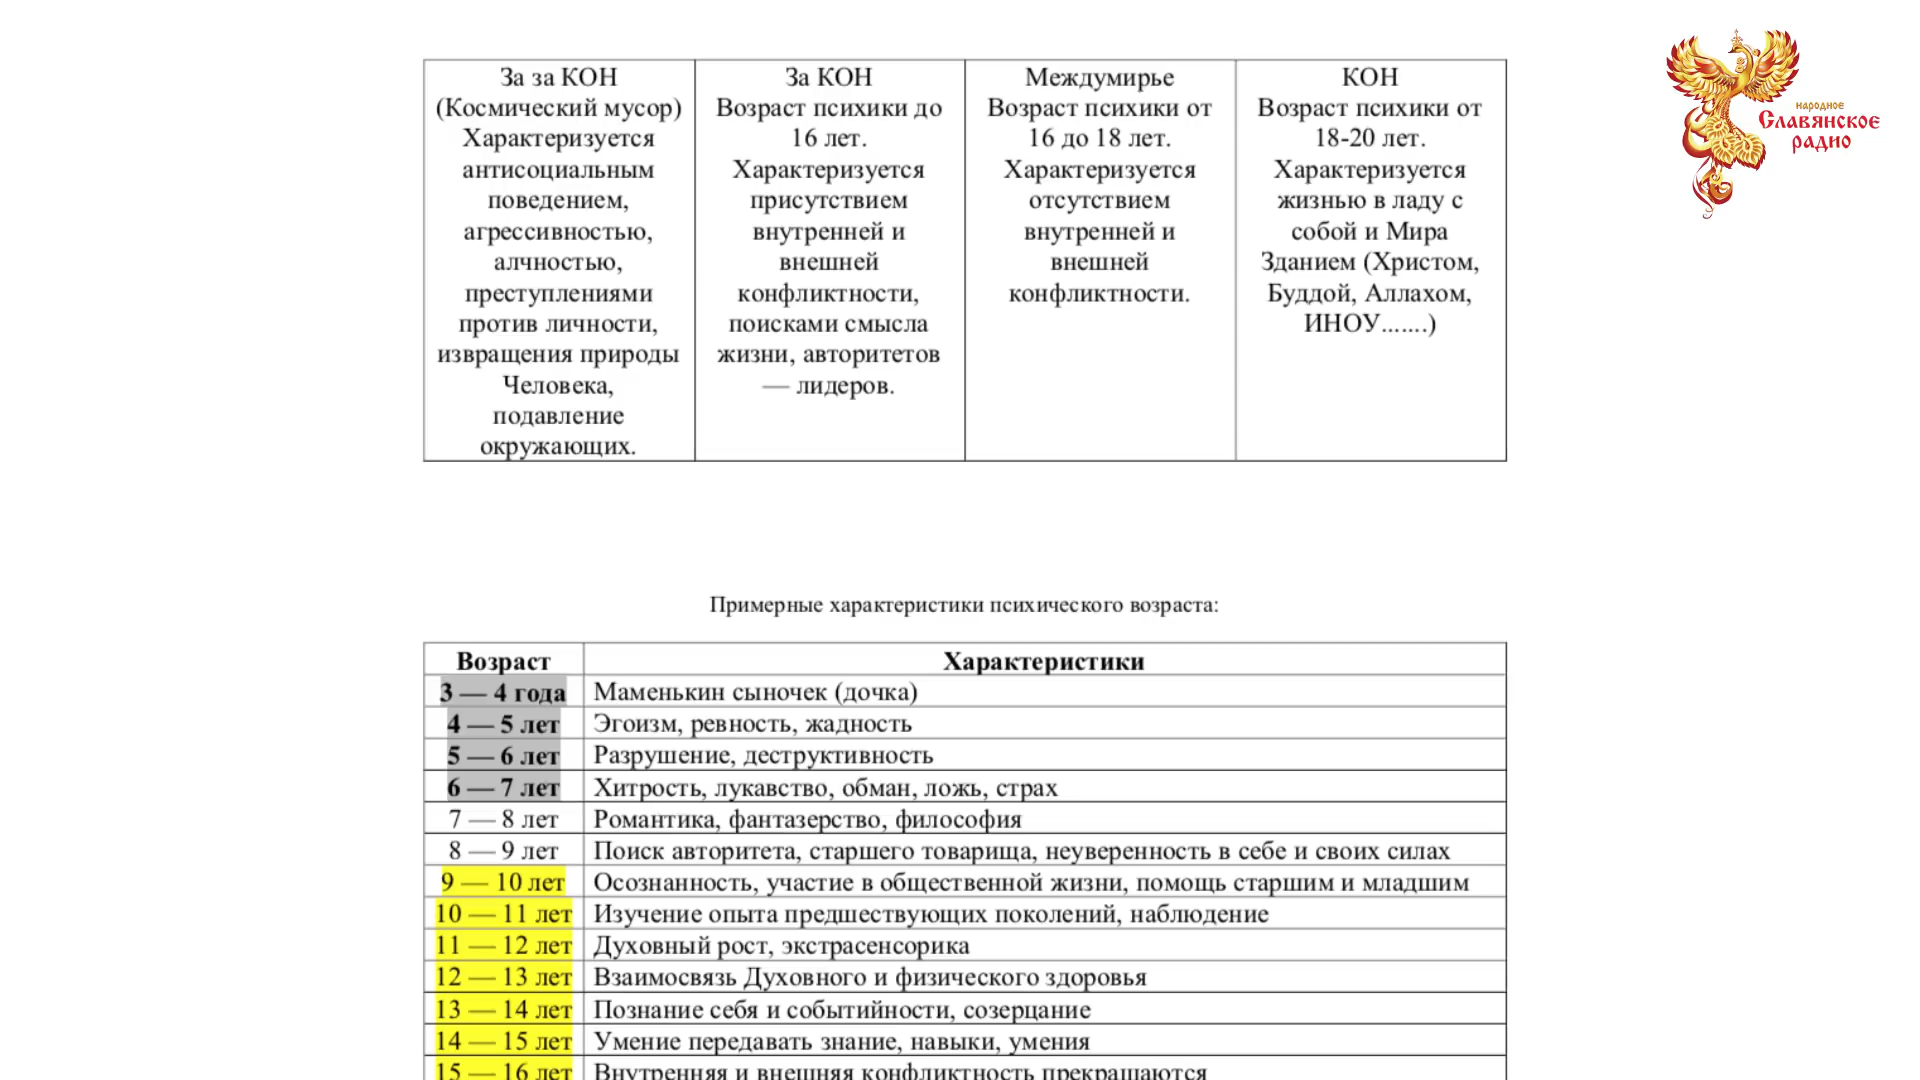 За за КОН
(Космический мусор)
Характеризуется
антисоциальным
поведением,
агрессивностью,
алчностью,
преступлениями
против личности,
извращения природы
Человека,
подавление
окружающих.
За КОН
Возраст психики до
16 лет.
Характеризуется
присутствием
внутренней и
внешней
конфликтности,
поисками смысла
жизни, авторитетов
— лидеров.
Междумирье
Возраст психики от
16 до 18 лет.
Характеризуется
отсутствием
внутренней и
внешней
конфликтности.
КОН
Возраст психики от
18-20 лет.
Характеризуется
жизнью в ладу с
собой и Мира
Зданием (Христом,
Буддой, Аллахом,
ИНОУ.......)
народное
Славянское
радио
Примерные характеристики психического возраста:
Возраст Характеристики
3 — 4 года Маменькин сыночек (дочка)
4 — 5 лет Эгоизм, ревность, жадность
5 — 6 лет Разрушение, деструктивность
6 — 7 лет Хитрость, лукавство, обман, ложь, страх
7 — 8 лет Романтика, фантазерство, философия
8 — 9 лет Поиск авторитета, старшего товарища, неуверенность в себе и своих силах
9 — 10 лет Осознанность, участие в общественной жизни, помощь старшим и младшим
10 — 11 лет Изучение опыта предшествующих поколений, наблюдение
11 — 12 лет Духовный рост, экстрасенсорика
12 — 13 лет Взаимосвязь Духовного и физического здоровья
13 — 14 лет Познание себя и событийности, созерцание
14 — 15 лет Умение передавать знание, навыки, умения
15 — 16 лет Внутренняя и внешняя конфликтность прекращаются